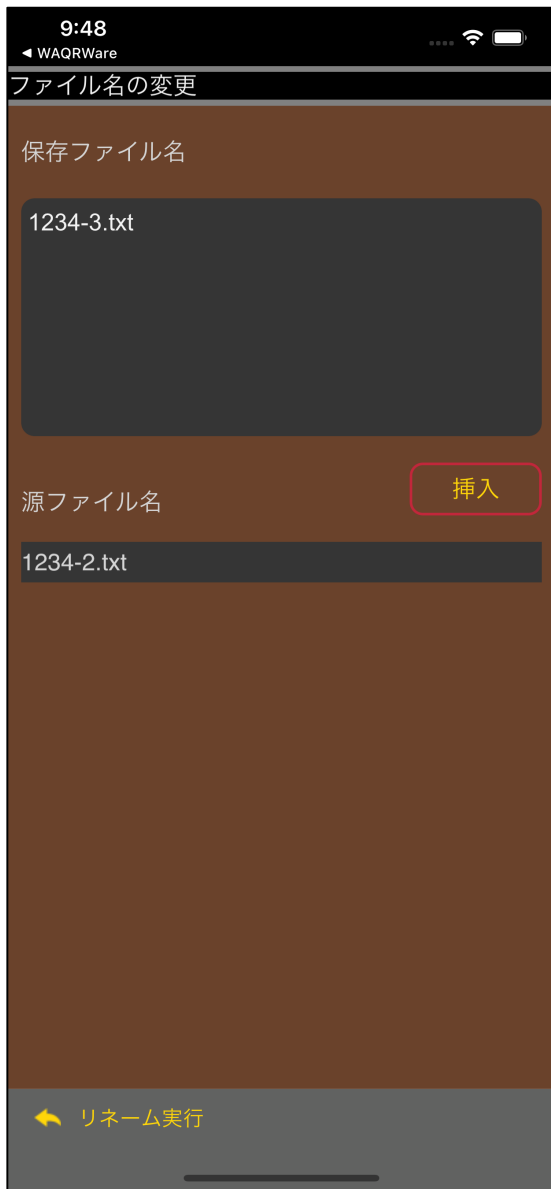 9:48
◀ WAQRWare
ファイル名の変更
保存ファイル名
1234-3.txt
挿入
源ファイル名
1234-2.txt
リネーム実行